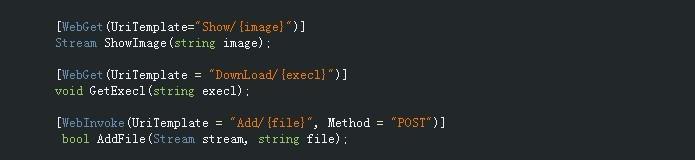 [WebGet(UriTemplate="Show/{image}")]
Stream ShowImage(string image);
[WebGet(UriTemplate = "DownLoad/{execl}")]
void GetExecl(string execl);
[WebInvoke(UriTemplate = "Add/{file}", Method = "POST")]
bool AddFile(Stream stream, string file);